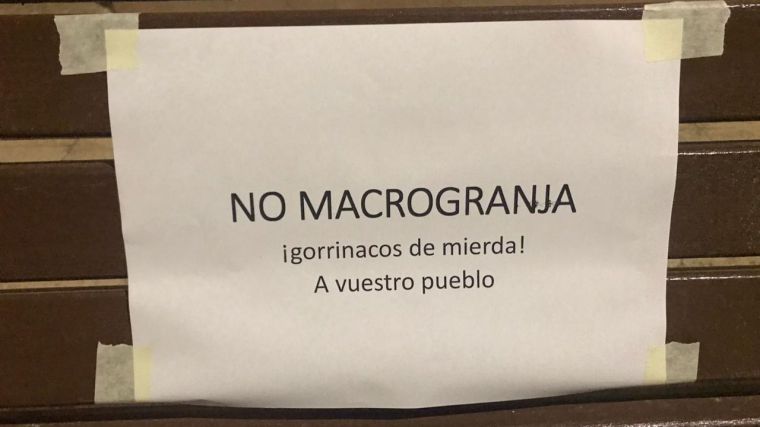 NO MACROGRANJA
¡gorrinacos de mierda!
A vuestro pueblo